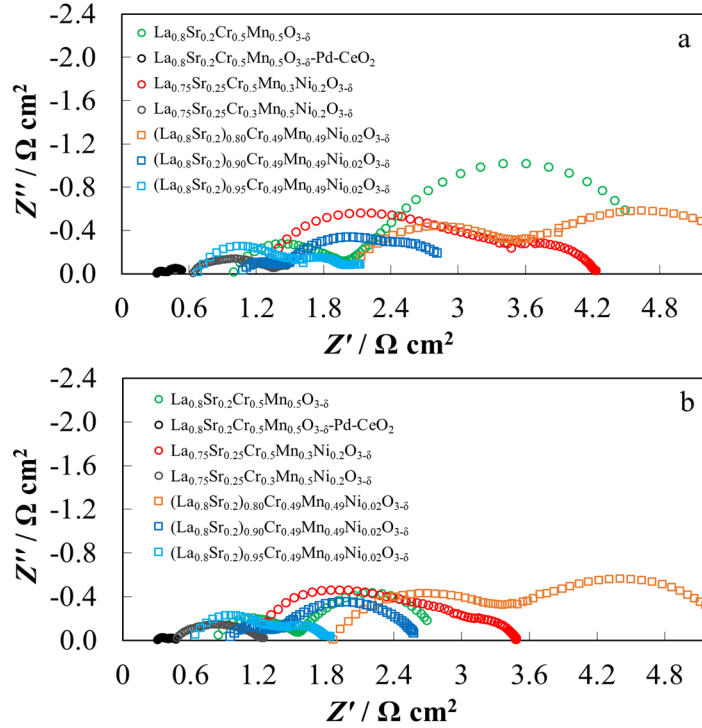 -2.4
a
La0.8Sr0.2Cr0.5Mn0.5O3-δ
-2.0
La0.8Sr0.2Cr0.5Mn0.5O3-δ-Pd-CeO2
La0.75Sr0.25Cr0.5Mn0.3Ni0.2O3-δ
-1.6
La0.75Sr0.25Cr0.3Mn0.5Ni0.2O3-δ
(La0.8Sr0.2)0.80Cr0.49Mn0.49Ni0.02O3-δ
-1.2
(La0.8Sr0.2)0.90Cr0.49Mn0.49Ni0.02O3-δ
-0.8
(La0.8Sr0.2)0.95Cr0.49Mn0.49Ni0.02O3-δ
-0.4
0.0
Z'' / Ω cm2
0 0.6 1.2 1.8 2.4 3 3.6 4.2 4.8
Z' / Ω cm2
-2.4
b
La0.8Sr0.2Cr0.5Mn0.5O3-δ
-2.0
La0.8Sr0.2Cr0.5Mn0.5O3-δ-Pd-CeO2
La0.75Sr0.25Cr0.5Mn0.3Ni0.2O3-δ
-1.6
La0.75Sr0.25Cr0.3Mn0.5Ni0.2O3-δ
(La0.8Sr0.2)0.80Cr0.49Mn0.49Ni0.02O3-δ
-1.2
(La0.8Sr0.2)0.90Cr0.49Mn0.49Ni0.02O3-δ
-0.8
(La0.8Sr0.2)0.95Cr0.49Mn0.49Ni0.02O3-δ
-0.4
0.0
Z'' / Ω cm2
0 0.6 1.2 1.8 2.4 3 3.6 4.2 4.8
Z' / Ω cm2